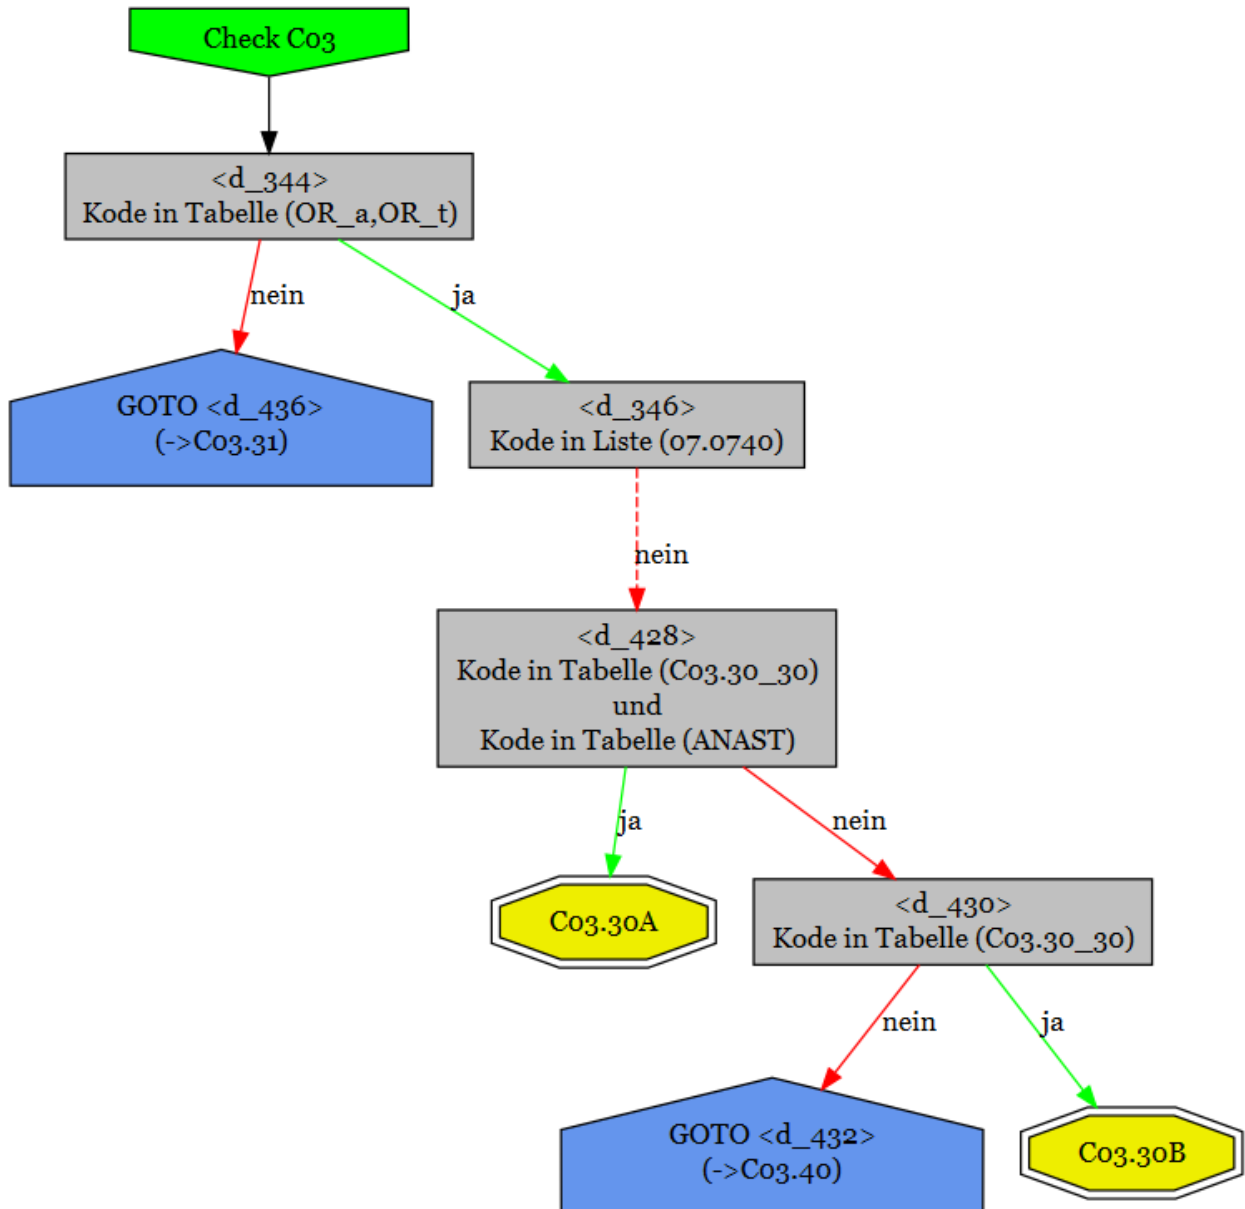 Check C03
<d_344>
Kode in Tabelle (OR_a,OR_t)
nein
ja
GOTO <d_436>
(->C03.31)
<d_346>
Kode in Liste (07.0740)
nein
<d_428>
Kode in Tabelle (C03.30_30)
und
Kode in Tabelle (ANAST)
ja
nein
C03.30A
<d_430>
Kode in Tabelle (C03.30_30)
nein
ja
GOTO <d_432>
(->C03.40)
C03.30B